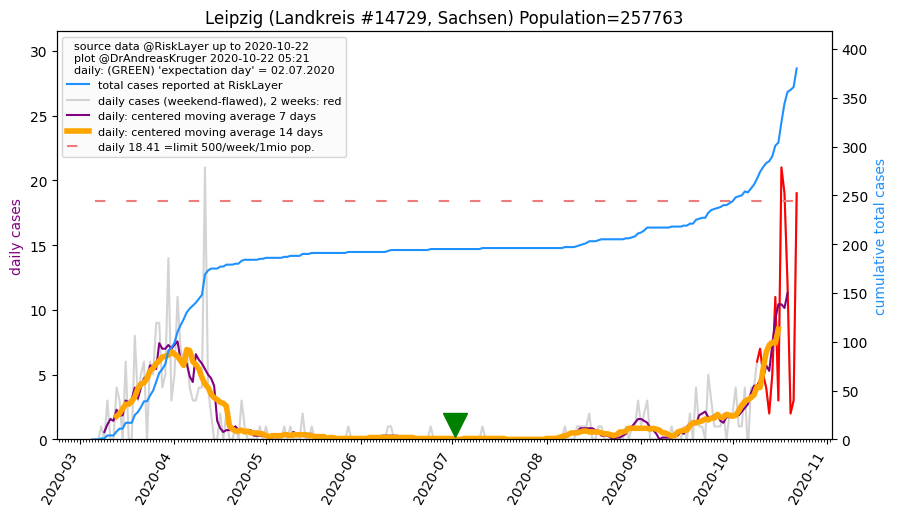 Leipzig (Landkreis #14729, Sachsen) Population=257763
source data @RiskLayer up to 2020-10-22
plot @DrAndreasKruger 2020-10-22 05:21
daily: (GREEN) 'expectation day' = 02.07.2020
total cases reported at RiskLayer
daily cases (weekend-flawed), 2 weeks: red
daily: centered moving average 7 days
daily: centered moving average 14 days
daily 18.41 =limit 500/week/1mio pop.
daily cases
30
25
20
15
10
5
0
cumulative total cases
400
350
300
250
200
150
100
50
0
2020-03
2020-04
2020-05
2020-06
2020-07
2020-08
2020-09
2020-10
2020-11